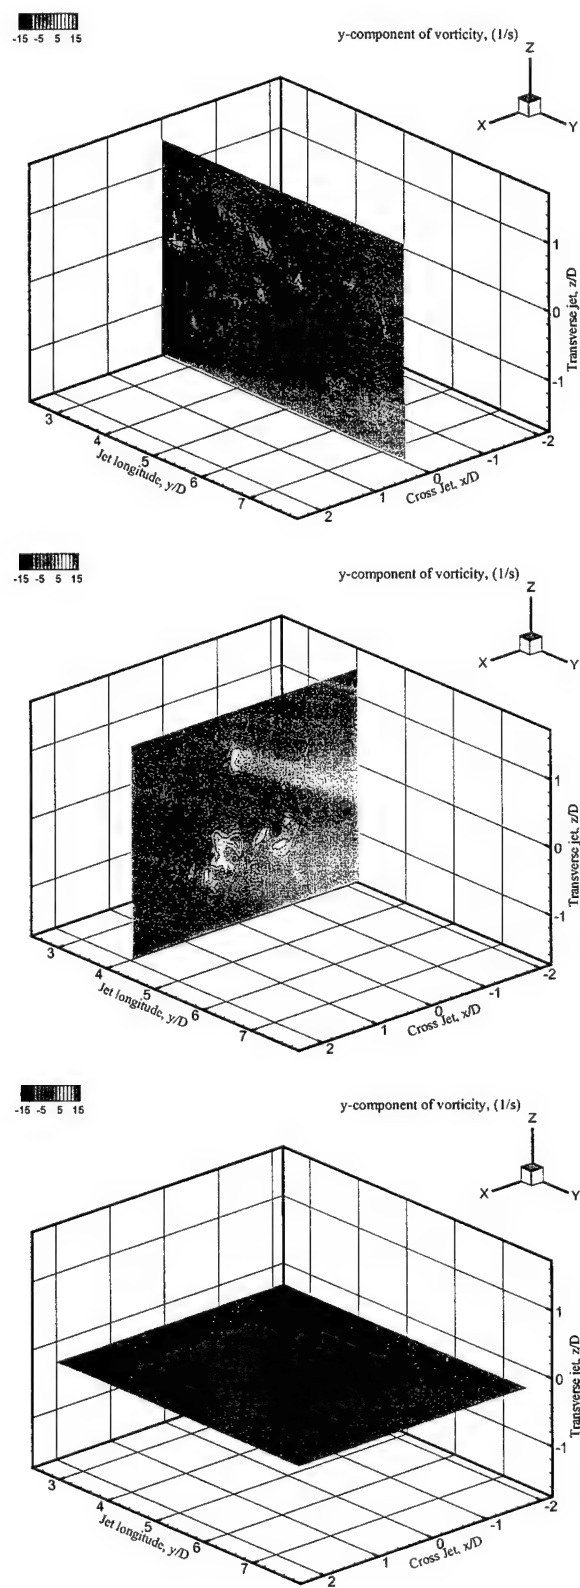 -15 -5 5 15
y-component of vorticity, (1/s)
Z
X
Y
1
0
-1
Transverse jet, z/D
3
4
5
6
7
Jet longitude, y/D
2
1
0
-1
-2
Cross Jet, x/D
-15 -5 5 15
y-component of vorticity, (1/s)
Z
X
Y
1
0
-1
Transverse jet, z/D
3
4
5
6
7
Jet longitude, y/D
2
1
0
-1
-2
Cross Jet, x/D
-15 -5 5 15
y-component of vorticity, (1/s)
Z
X
Y
1
0
-1
Transverse jet, z/D
3
4
5
6
7
Jet longitude, y/D
2
1
0
-1
-2
Cross Jet, x/D